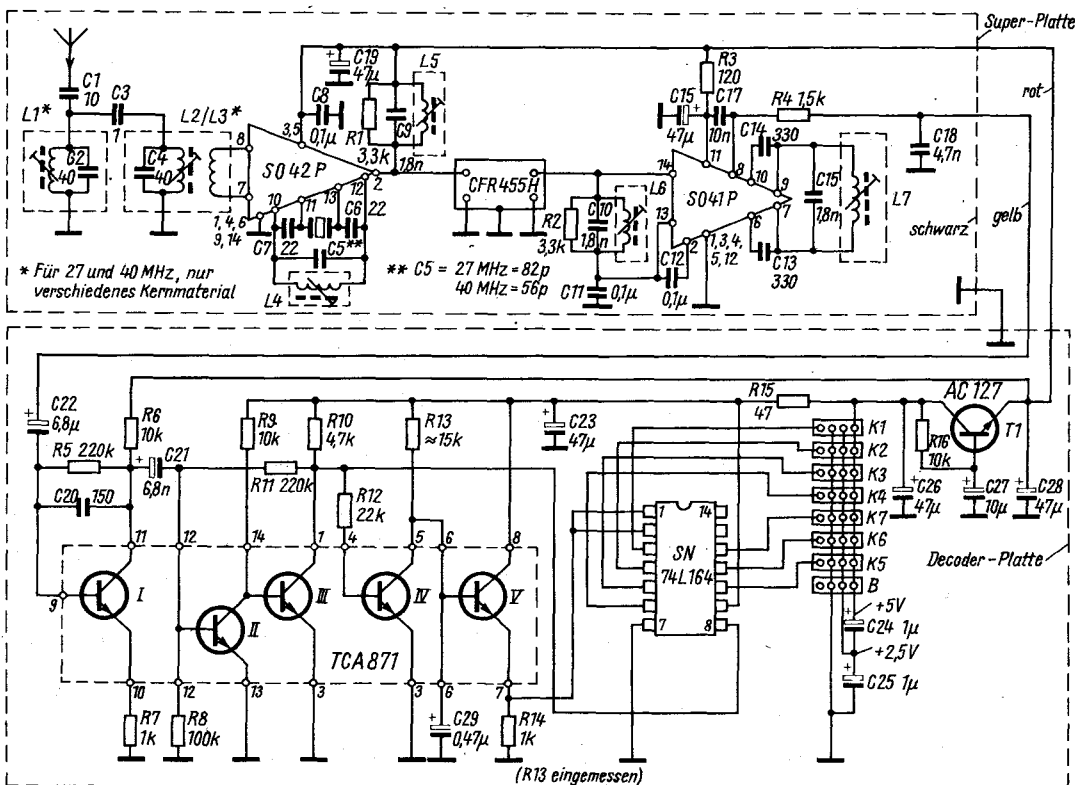 Super-Platte
C1
10
C3
1
L1*
C2
40
L2/L3*
C4
40
8
7
SO42P
3,5
C19
47µ
+
C8
0,1µ
R1
3,3k
C9
18n
L5
2
12
13
11
10
1, 4, 6
9, 14
C7
22
C6
22
C5**
L4
* Für 27 und 40 MHz, nur
verschiedenes Kernmaterial
CFR455H
** C5 = 27 MHz = 82p
40 MHz = 56p
R2
3,3k
C10
1,8n
L6
C11
0,1µ
C12
0,1µ
14
13
2
1, 3, 4,
5, 12
SO41P
R3
120
C15
47µ
+
C17
10n
11
8
10
9
7
6
R4 1,5k
C14
330
C13
330
C15
1,8n
L7
C18
4,7n
rot
gelb
schwarz
C22
6,8µ
+
R5 220k
C20
150
R6
10k
C21
6,8n
+
R9
10k
R10
4,7k
R11 220k
R12
22k
R13
≈15k
C23
47µ
+
R15
47
AC 127
T1
R16
10k
C26
47µ
+
C27
10µ
+
C28
47µ
+
K1
K2
K3
K4
K7
K6
K5
B
+5V
C24 1µ
+
+2,5V
C25 1µ
+
Decoder-Platte
SN
74L164
1
14
7
8
11
12
14
1
4
5
6
8
9
I
II
III
IV
V
TCA871
10
12
13
3
3
6
7
R7
1k
R8
100k
C29
0,47µ
+
R14
1k
(R13 eingemessen)